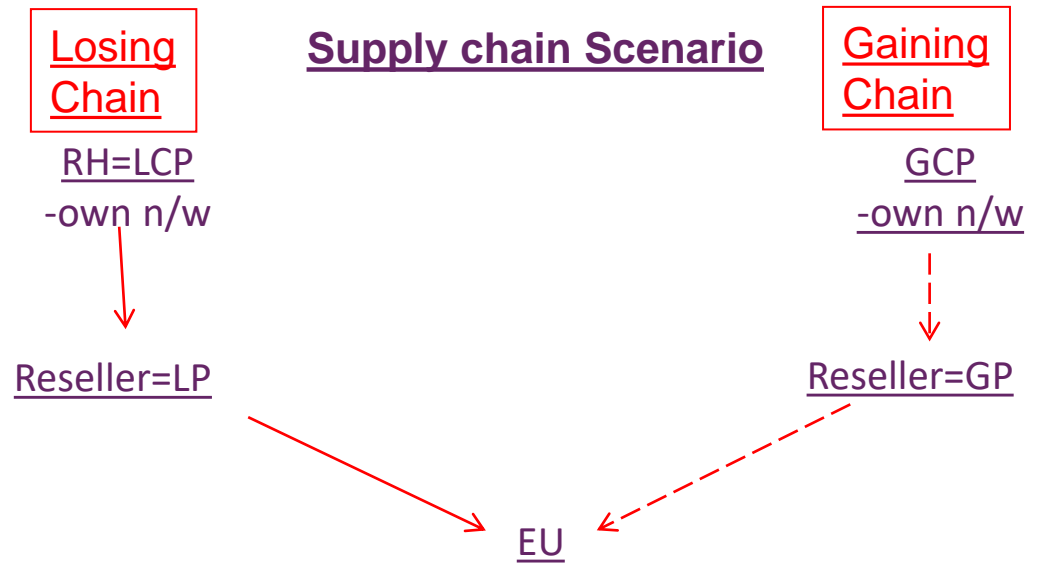 Losing
Chain
Supply chain Scenario
Gaining
Chain
RH=LCP
-own n/w
GCP
-own n/w
Reseller=LP
Reseller=GP
EU